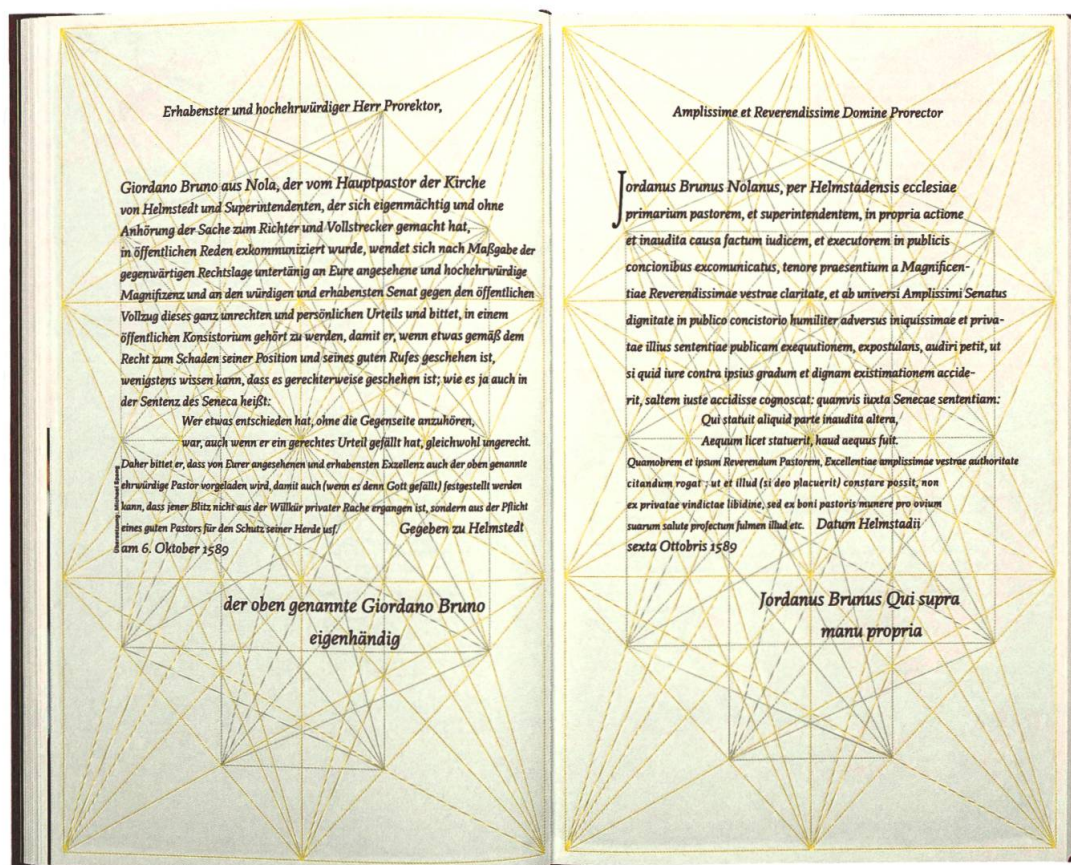 Erhabenster und hochehrwürdiger Herr Prorektor,
Giordano Bruno aus Nola, der vom Hauptpastor der Kirche
von Helmstedt und Superintendenten, der sich eigenmächtig und ohne
Anhörung der Sache zum Richter und Vollstrecker gemacht hat,
in öffentlichen Reden exkommuniziert wurde, wendet sich nach Maßgabe der
gegenwärtigen Rechtslage untertänig an Eure angesehene und hochehrwürdige
Magnifizenz und an den würdigen und erhabensten Senat gegen den öffentlichen
Vollzug dieses ganz unrechten und persönlichen Urteils und bittet, in einem
öffentlichen Konsistorium gehört zu werden, damit er, wenn etwas gemäß dem
Recht zum Schaden seiner Position und seines guten Rufes geschehen ist,
wenigstens wissen kann, dass es gerechterweise geschehen ist; wie es ja auch in
der Sentenz des Seneca heißt:
Wer etwas entschieden hat, ohne die Gegenseite anzuhören,
war, auch wenn er ein gerechtes Urteil gefällt hat, gleichwohl ungerecht.
Daher bittet er, dass von Eurer angesehenen und erhabensten Exzellenz auch der oben genannte
ehrwürdige Pastor vorgeladen wird, damit auch (wenn es denn Gott gefällt) festgestellt werden
kann, dass jener Blitz nicht aus der Willkür privater Rache ergangen ist, sondern aus der Pflicht
eines guten Pastors für den Schutz seiner Herde usf. Gegeben zu Helmstedt
am 6. Oktober 1589
der oben genannte Giordano Bruno
eigenhändig
Übersetzung: Michael
Amplissime et Reverendissime Domine Prorector
Jordanus Brunus Nolanus, per Helmstadensis ecclesiae
primarium pastorem, et superintendentem, in propria actione
et inaudita causa factum iudicem, et executorem in publicis
concionibus excomunicatus, tenore praesentium a Magnificen-
tiae Reverendissimae vestrae claritate, et ab universi Amplissimi Senatus
dignitate in publico concistorio humiliter adversus iniquissimae et priva-
tae illius sententiae publicam exequutionem, expostulans, audiri petit, ut
si quid iure contra ipsius gradum et dignam existimationem accide-
rit, saltem iuste accidisse cognoscat: quamvis iuxta Senecae sententiam:
Qui statuit aliquid parte inaudita altera,
Aequum licet statuerit, haud aequus fuit.
Quamobrem et ipsum Reverendum Pastorem, Excellentiae amplissimae vestrae authoritate
citandum rogat ; ut et illud (si deo placuerit) constare possit, non
ex privatae vindictae libidine, sed ex boni pastoris munere pro ovium
suarum salute profectum fulmen illud etc. Datum Helmstadii
sexta Ottobris 1589
Jordanus Brunus Qui supra
manu propria